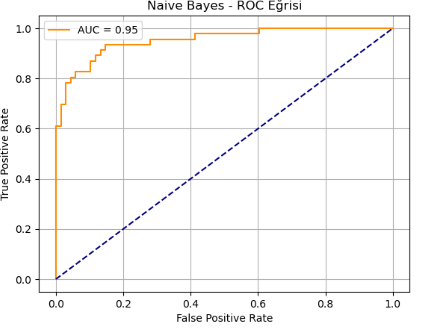 Naive Bayes - ROC Eğrisi
AUC = 0.95
True Positive Rate
1.0
0.8
0.6
0.4
0.2
0.0
0.0 0.2 0.4 0.6 0.8 1.0
False Positive Rate